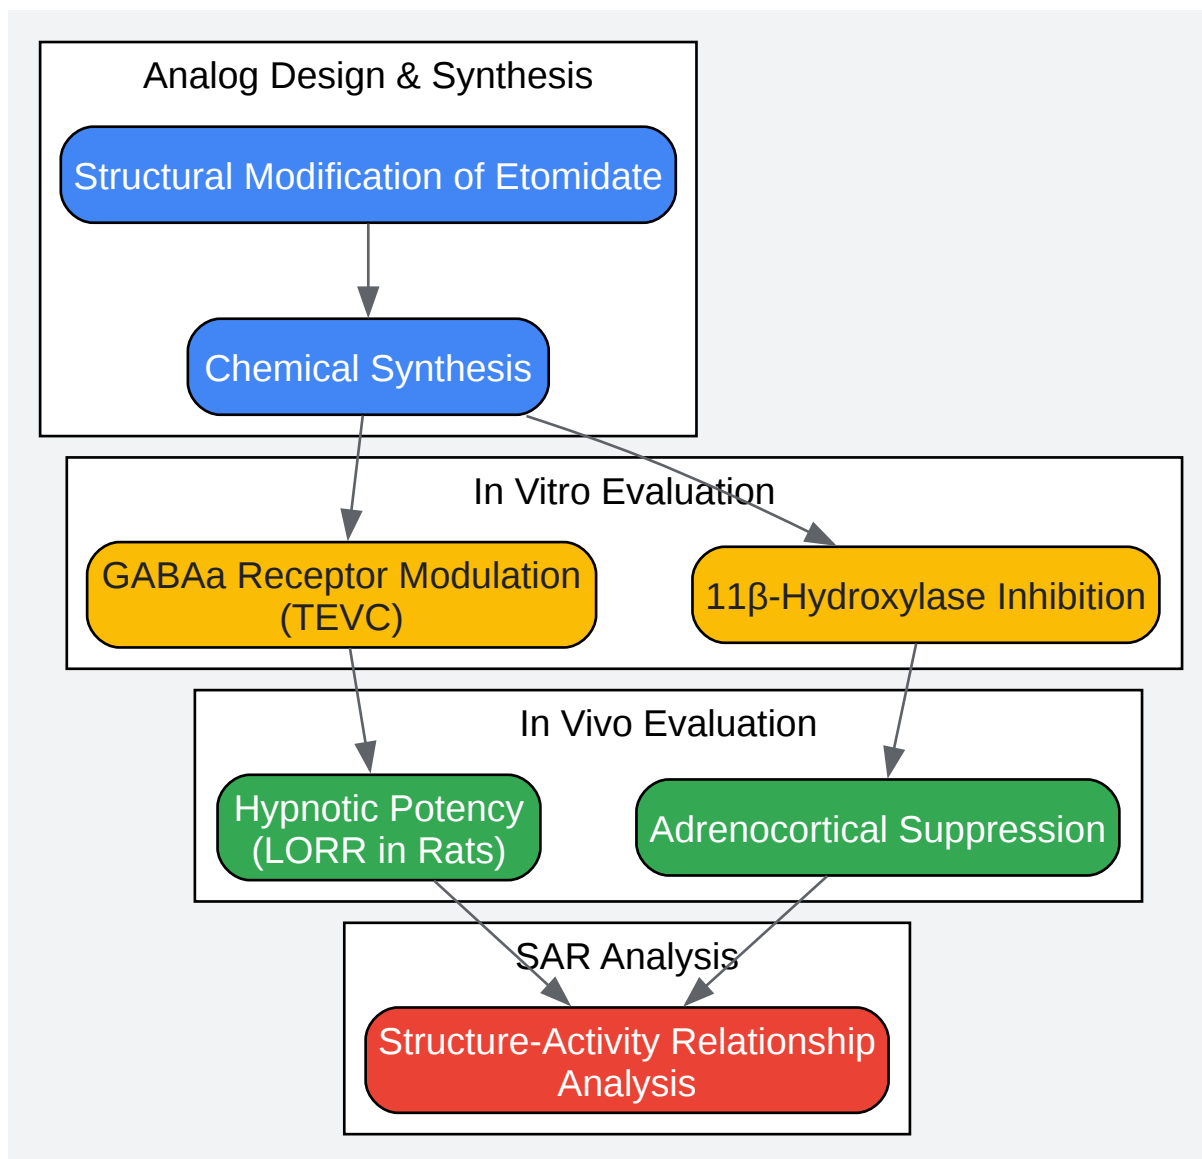 Analog Design & Synthesis
Structural Modification of Etomidate
Chemical Synthesis
In Vitro Evaluation
GABAa Receptor Modulation
(TEVC)
11β-Hydroxylase Inhibition
In Vivo Evaluation
Hypnotic Potency
(LORR in Rats)
Adrenocortical Suppression
SAR Analysis
Structure-Activity Relationship
Analysis